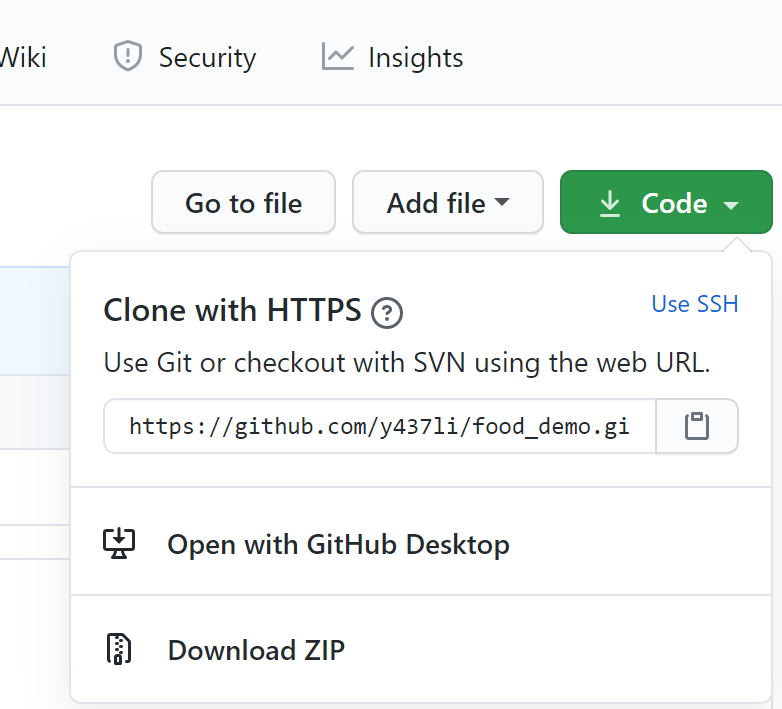 Wiki Security Insights
Go to file Add file Code
Clone with HTTPS ? Use SSH
Use Git or checkout with SVN using the web URL.
https://github.com/y437li/food_demo.gi
Open with GitHub Desktop
Download ZIP